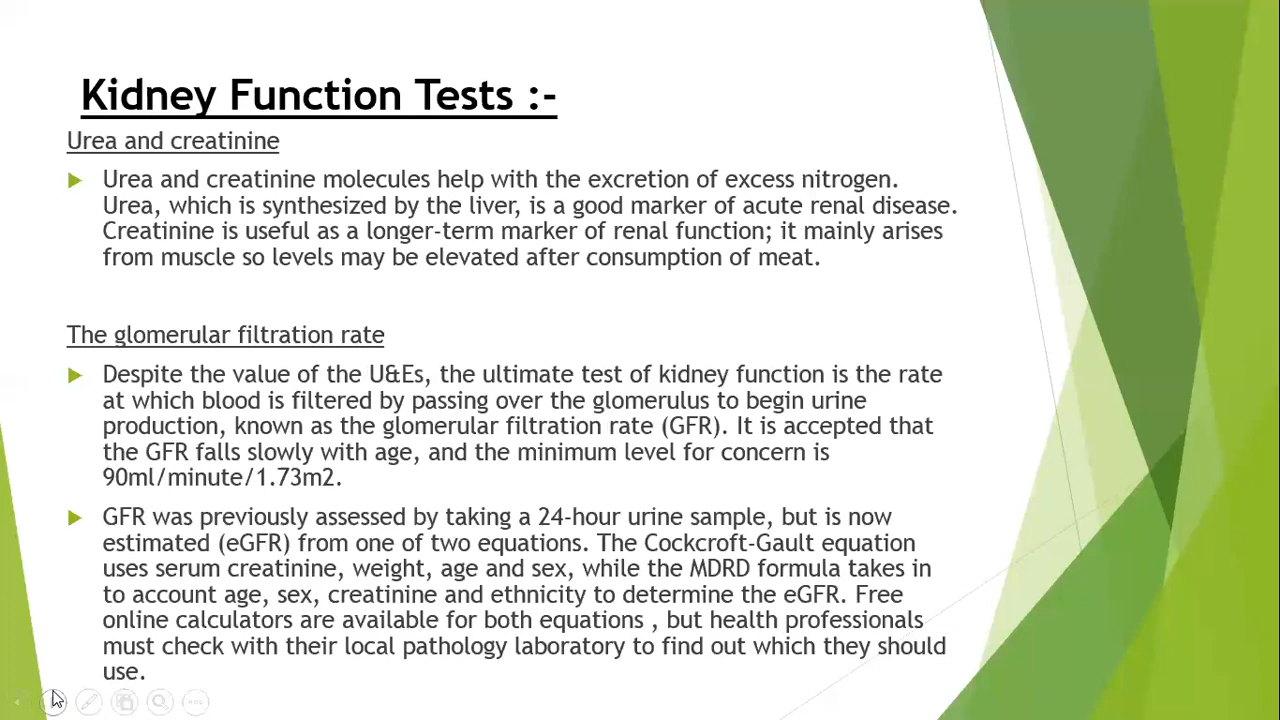 Kidney Function Tests :-
Urea and creatinine
Urea and creatinine molecules help with the excretion of excess nitrogen.
Urea, which is synthesized by the liver, is a good marker of acute renal disease.
Creatinine is useful as a longer-term marker of renal function; it mainly arises
from muscle so levels may be elevated after consumption of meat.
The glomerular filtration rate
Despite the value of the U&Es, the ultimate test of kidney function is the rate
at which blood is filtered by passing over the glomerulus to begin urine
production, known as the glomerular filtration rate (GFR). It is accepted that
the GFR falls slowly with age, and the minimum level for concern is
90ml/minute/1.73m2.
GFR was previously assessed by taking a 24-hour urine sample, but is now
estimated (eGFR) from one of two equations. The Cockcroft-Gault equation
uses serum creatinine, weight, age and sex, while the MDRD formula takes in
to account age, sex, creatinine and ethnicity to determine the eGFR. Free
online calculators are available for both equations , but health professionals
must check with their local pathology laboratory to find out which they should
use.